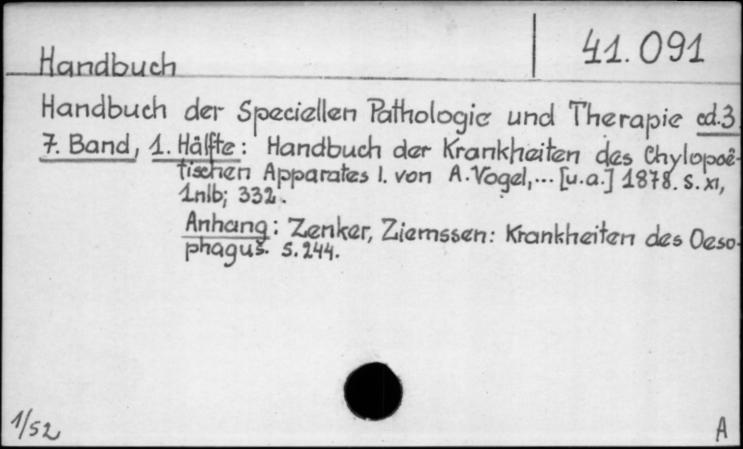 41.091
Handbuch
Handbuch der Speciellen Pathologie und Therapie ed.3
7. Band, 1. Hälfte: Handbuch der Krankheiten des Chylopoë-
tischen Apparates I. von A. Vogel,... [u.a.] 1878. S. XI,
1nlb; 332.
Anhang: Zenker, Ziemssen: Krankheiten des Oeso-
phagus. S. 244.
1/52
A